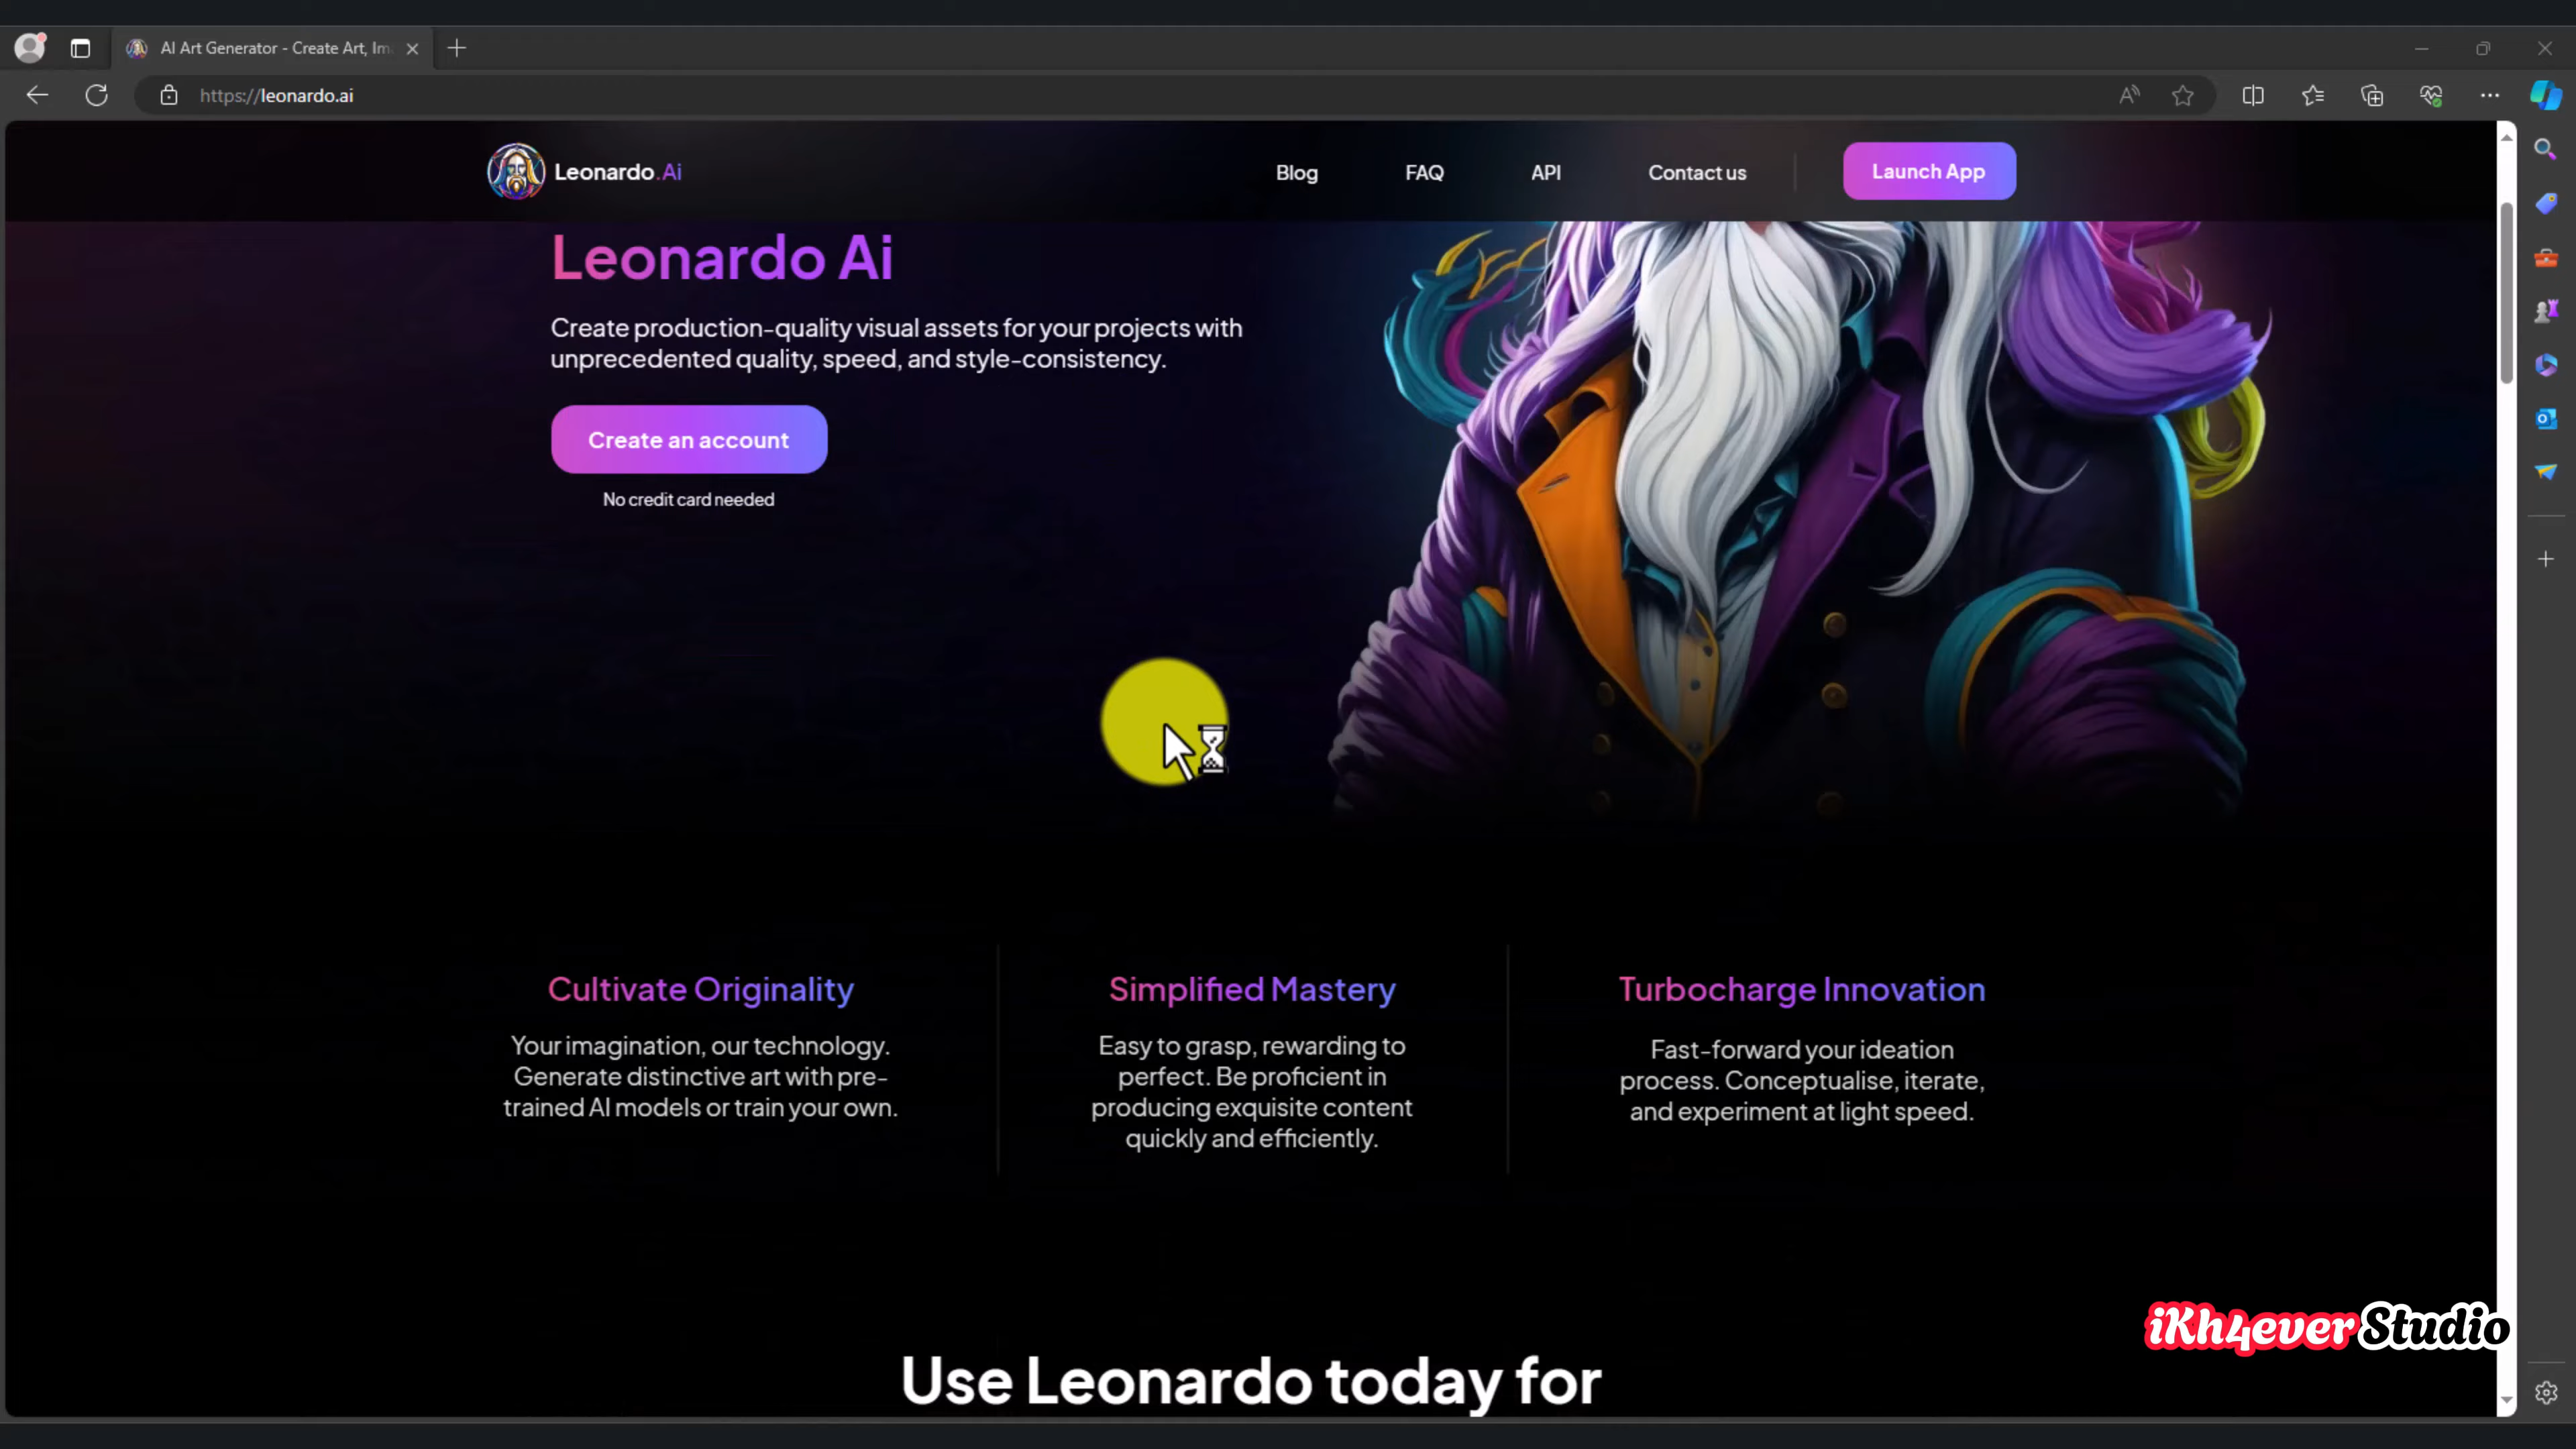 AI Art Generator - Create Art, Im
https://leonardo.ai
Leonardo.Ai
Blog
FAQ
API
Contact us
Launch App
Leonardo Ai
Create production-quality visual assets for your projects with
unprecedented quality, speed, and style-consistency.
Create an account
No credit card needed
Cultivate Originality
Your imagination, our technology.
Generate distinctive art with pre-
trained AI models or train your own.
Simplified Mastery
Easy to grasp, rewarding to
perfect. Be proficient in
producing exquisite content
quickly and efficiently.
Turbocharge Innovation
Fast-forward your ideation
process. Conceptualise, iterate,
and experiment at light speed.
iKh4ever Studio
Use Leonardo today for